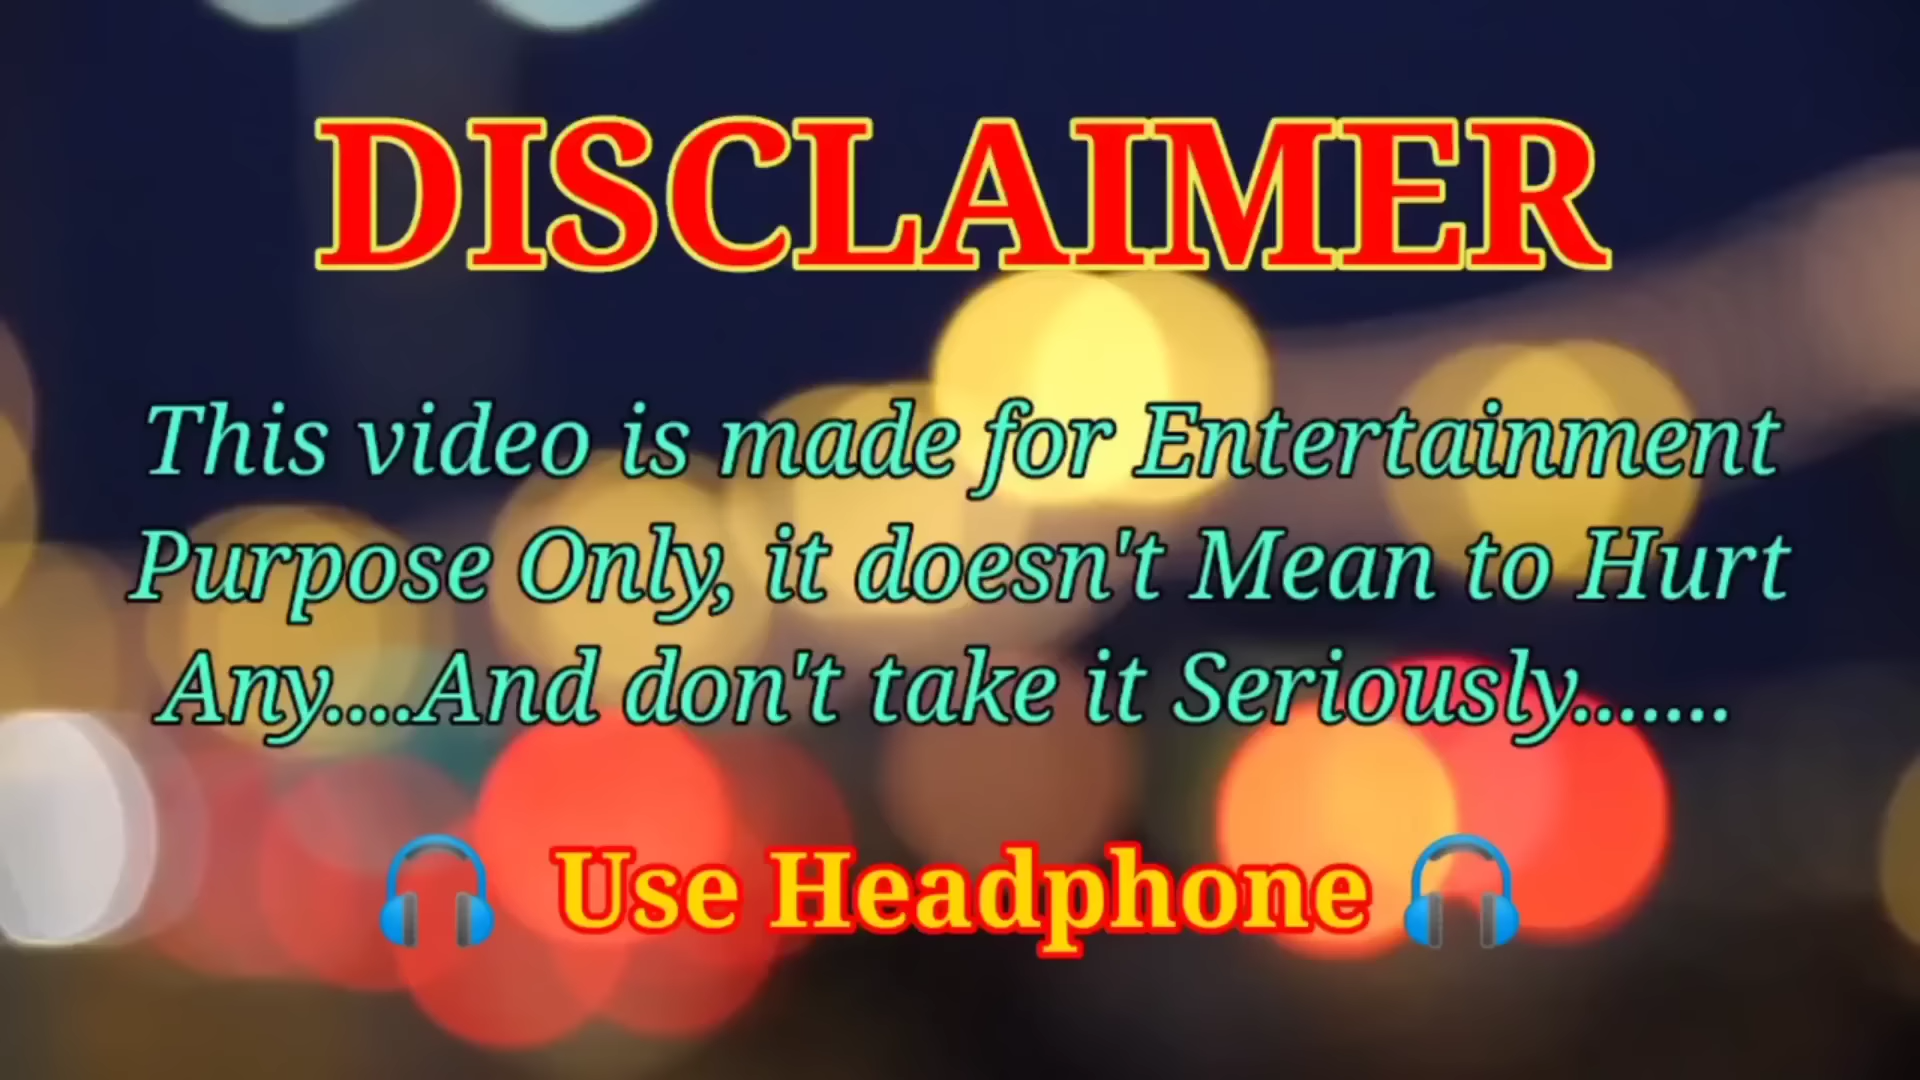 DISCLAIMER
This video is made for Entertainment
Purpose Only, it doesn't Mean to Hurt
Any....And don't take it Seriously.......
🎧 Use Headphone 🎧